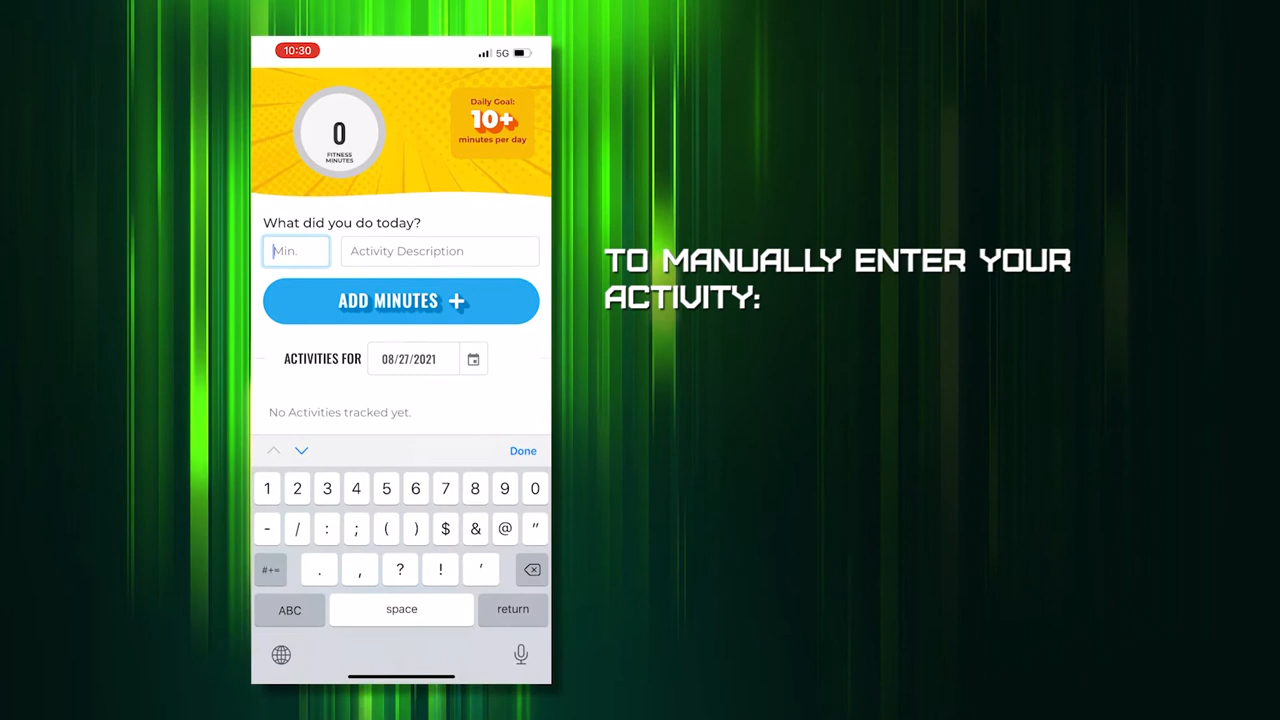 10:30
5G
0
FITNESS
MINUTES
Daily Goal:
10+
minutes per day
What did you do today?
Min.
Activity Description
ADD MINUTES +
ACTIVITIES FOR
08/27/2021
No Activities tracked yet.
Done
1 2 3 4 5 6 7 8 9 0
- / : ; ( ) $ & @ "
#+= . , ? ! '
ABC space return
TO MANUALLY ENTER YOUR
ACTIVITY: